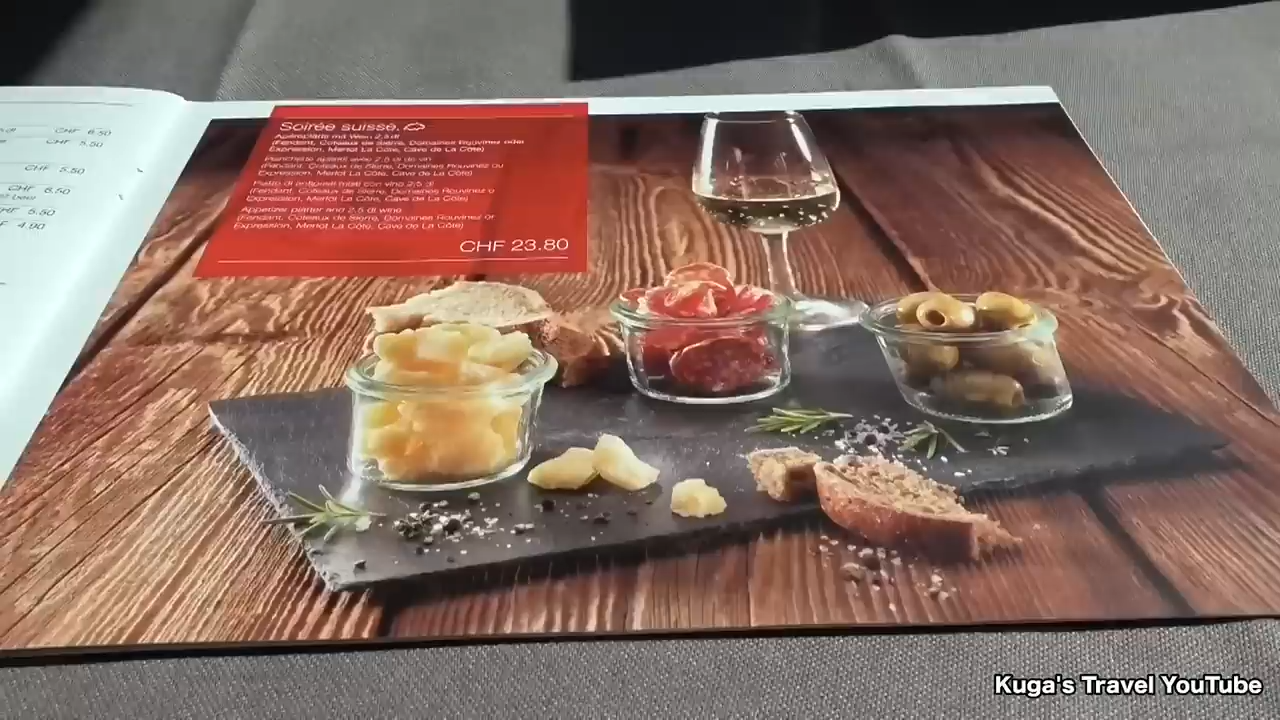 CHF 6.50
CHF 5.50
CHF 5.50
CHF 6.50
CHF 5.50
4.90
Soirée suisse.
Apéroplatte mit Wein 2,5 dl
(Fendant, Coteaux de Sierre, Domaines Rouvinez oder
Expression, Merlot La Côte, Cave de La Côte)
Planchette apéritif avec 2,5 dl de vin
(Fendant, Coteaux de Sierre, Domaines Rouvinez ou
Expression, Merlot La Côte, Cave de La Côte)
Piatto di antipasti misti con vino 2,5 dl
(Fendant, Coteaux de Sierre, Domaines Rouvinez o
Expression, Merlot La Côte, Cave de La Côte)
Appetizer platter and 2,5 dl wine
(Fendant, Coteaux de Sierre, Domaines Rouvinez or
Expression, Merlot La Côte, Cave de La Côte)
CHF 23.80
Kuga's Travel YouTube